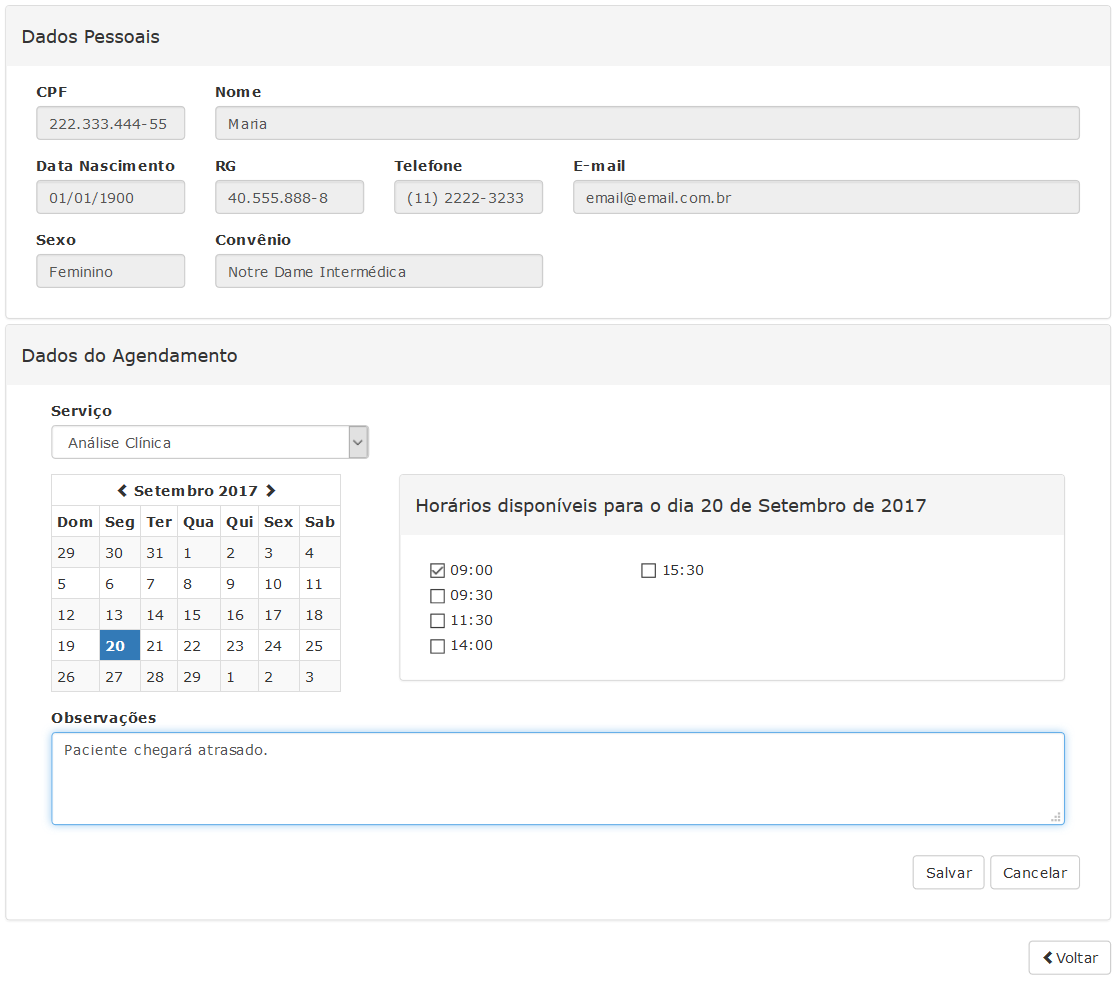 Dados Pessoais
CPF Nome
222.333.444-55 Maria
Data Nascimento RG Telefone E-mail
01/01/1900 40.555.888-8 (11) 2222-3233 email@email.com.br
Sexo Convênio
Feminino Notre Dame Intermédica
Dados do Agendamento
Serviço
Análise Clínica
Setembro 2017
Dom Seg Ter Qua Qui Sex Sab
29 30 31 1 2 3 4
5 6 7 8 9 10 11
12 13 14 15 16 17 18
19 20 21 22 23 24 25
26 27 28 29 1 2 3
Horários disponíveis para o dia 20 de Setembro de 2017
09:00 15:30
09:30
11:30
14:00
Observações
Paciente chegará atrasado.
Salvar Cancelar
Voltar